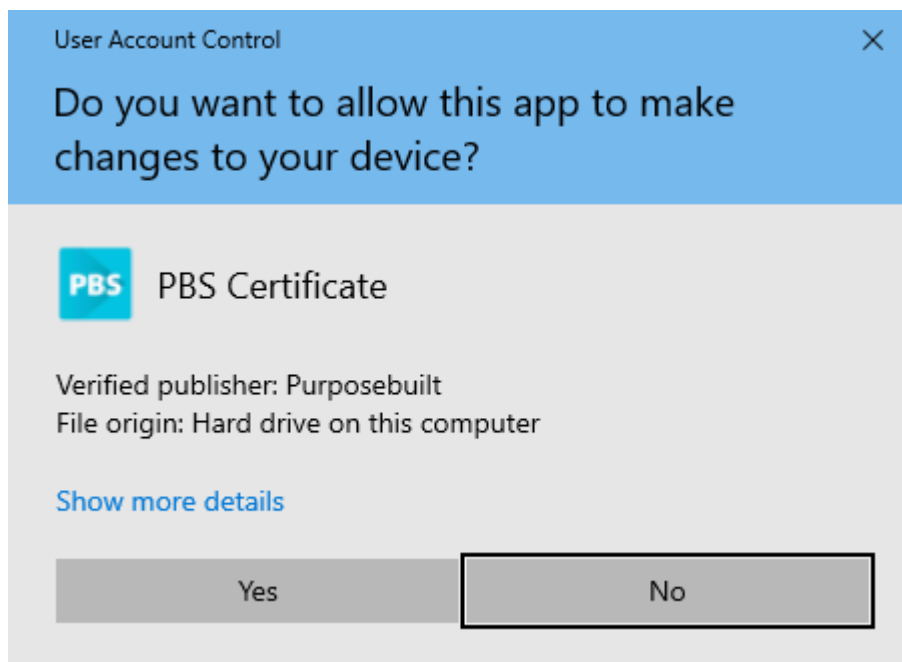 User Account Control
Do you want to allow this app to make
changes to your device?
PBS
PBS Certificate
Verified publisher: Purposebuilt
File origin: Hard drive on this computer
Show more details
Yes
No